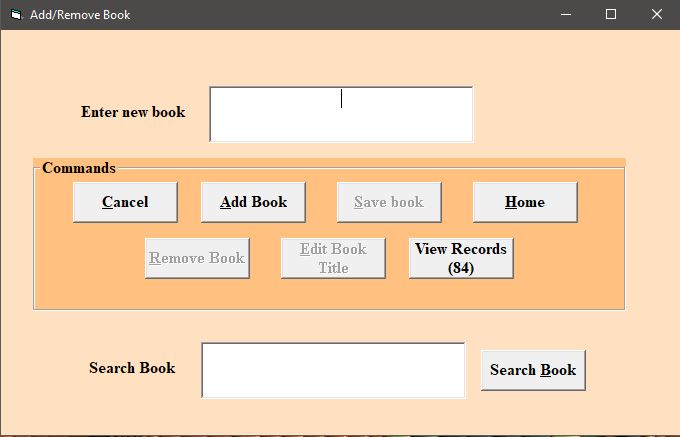 Add/Remove Book
Enter new book
Commands
Cancel
Add Book
Save book
Home
Remove Book
Edit Book
Title
View Records
(84)
Search Book
Search Book